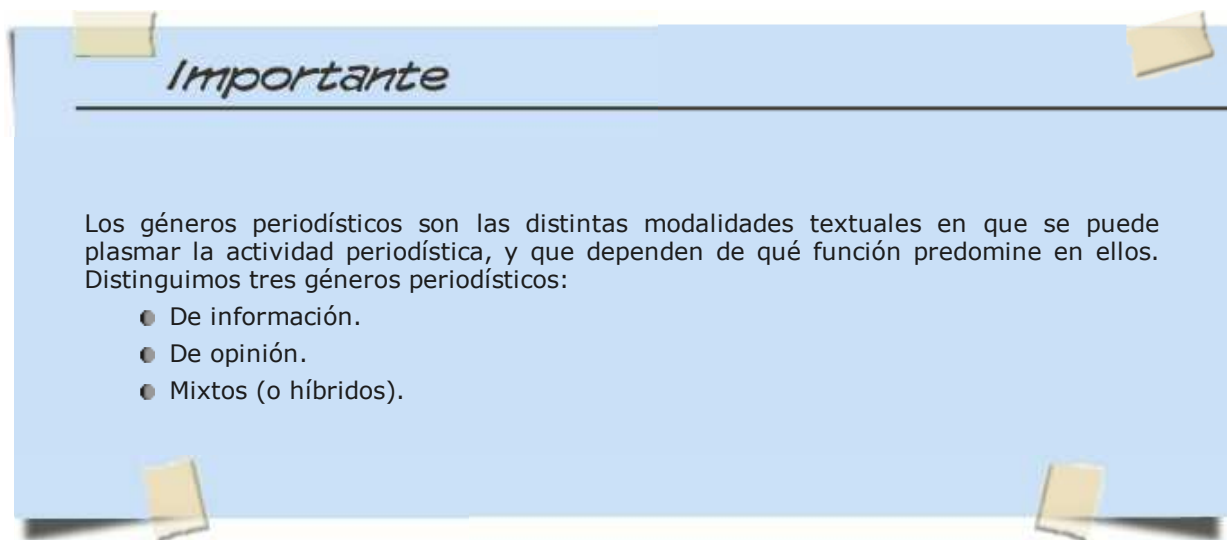 Importante
Los géneros periodísticos son las distintas modalidades textuales en que se puede
plasmar la actividad periodística, y que dependen de qué función predomine en ellos.
Distinguimos tres géneros periodísticos:
De información.
De opinión.
Mixtos (o híbridos).